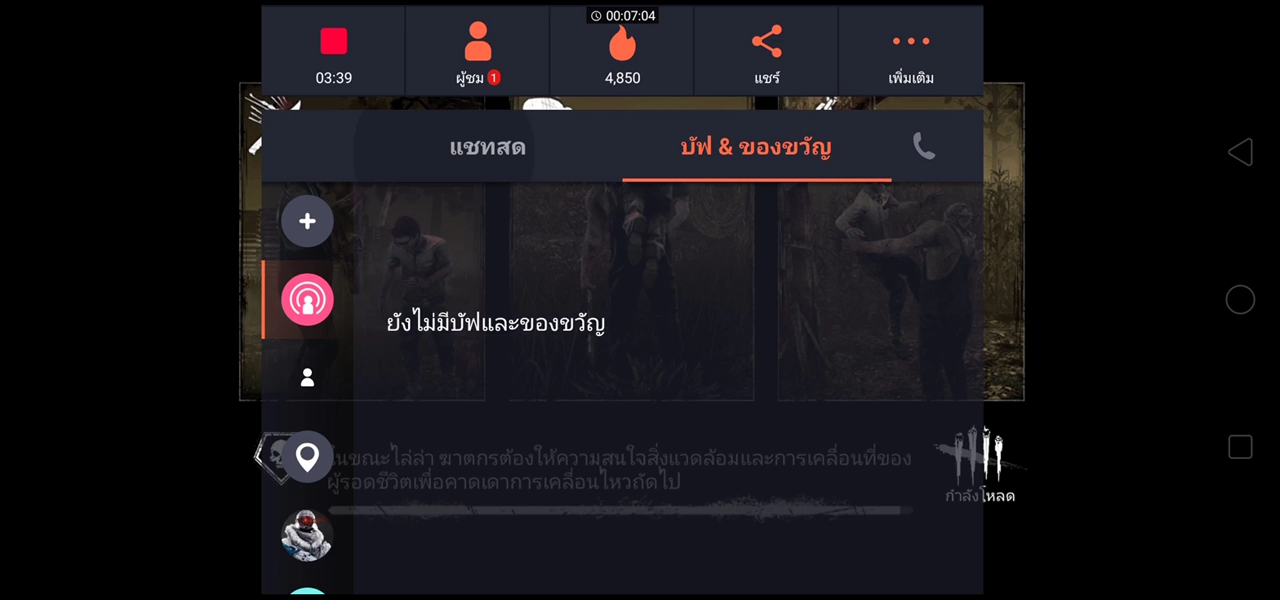 00:07:04
03:39
ผู้ชม 1
4,850
แชร์
เพิ่มเติม
แชทสด
บัฟ & ของขวัญ
ยังไม่มีบัฟและของขวัญ
ในขณะไล่ล่า ฆาตกรต้องให้ความสนใจสิ่งแวดล้อมและการเคลื่อนที่ของ
ผู้รอดชีวิตเพื่อคาดเดาการเคลื่อนไหวถัดไป
กำลังโหลด